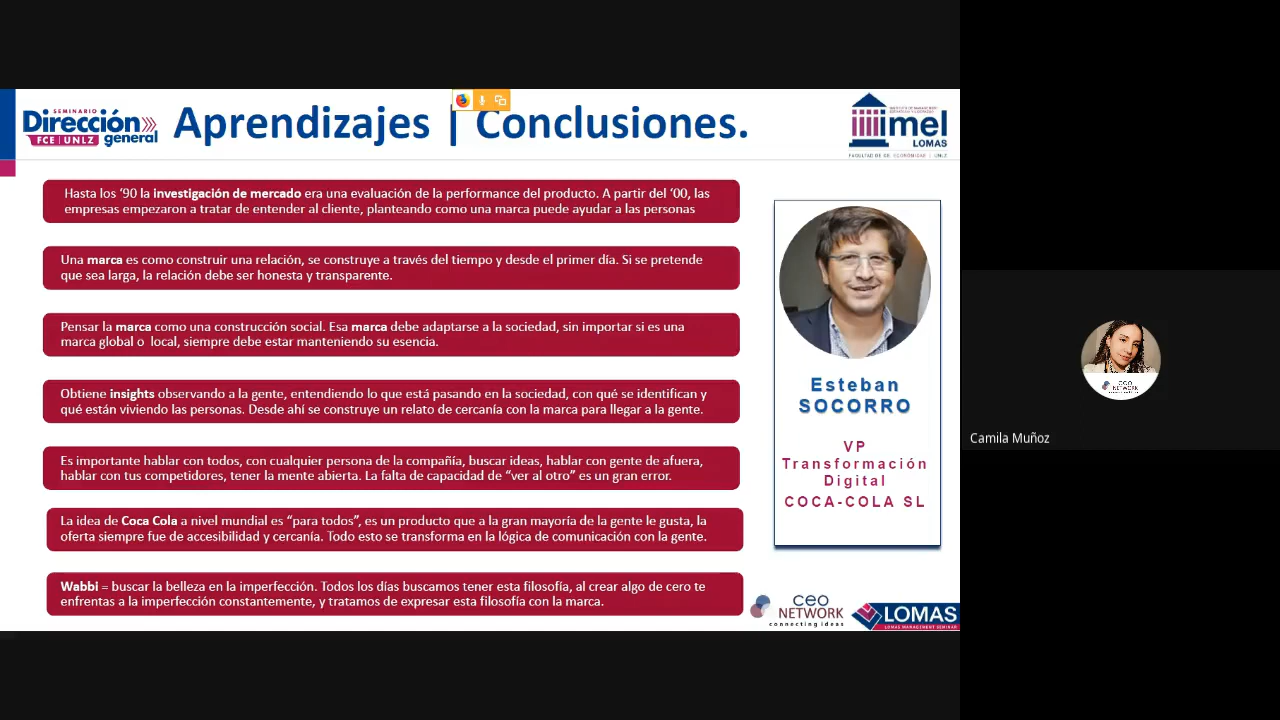 SEMINARIO
Dirección
general
FCE | UNLZ
Aprendizajes | Conclusiones.
imel
LOMAS
FACULTAD DE CS. ECONÓMICAS | UNLZ
Hasta los ‘90 la investigación de mercado era una evaluación de la performance del producto. A partir del ‘00, las
empresas empezaron a tratar de entender al cliente, planteando como una marca puede ayudar a las personas
Una marca es como construir una relación, se construye a través del tiempo y desde el primer día. Si se pretende
que sea larga, la relación debe ser honesta y transparente.
Pensar la marca como una construcción social. Esa marca debe adaptarse a la sociedad, sin importar si es una
marca global o local, siempre debe estar manteniendo su esencia.
Obtiene insights observando a la gente, entendiendo lo que está pasando en la sociedad, con qué se identifican y
qué están viviendo las personas. Desde ahí se construye un relato de cercanía con la marca para llegar a la gente.
Es importante hablar con todos, con cualquier persona de la compañía, buscar ideas, hablar con gente de afuera,
hablar con tus competidores, tener la mente abierta. La falta de capacidad de “ver al otro” es un gran error.
La idea de Coca Cola a nivel mundial es “para todos”, es un producto que a la gran mayoría de la gente le gusta, la
oferta siempre fue de accesibilidad y cercanía. Todo esto se transforma en la lógica de comunicación con la gente.
Wabbi = buscar la belleza en la imperfección. Todos los días buscamos tener esta filosofía, al crear algo de cero te
enfrentas a la imperfección constantemente, y tratamos de expresar esta filosofía con la marca.
Esteban
SOCORRO
VP
Transformación
Digital
COCA-COLA SL
ceo
NETWORK
connecting ideas
LOMAS
LOMAS MANAGEMENT SEMINAR
ceo
NETWORK
Camila Muñoz